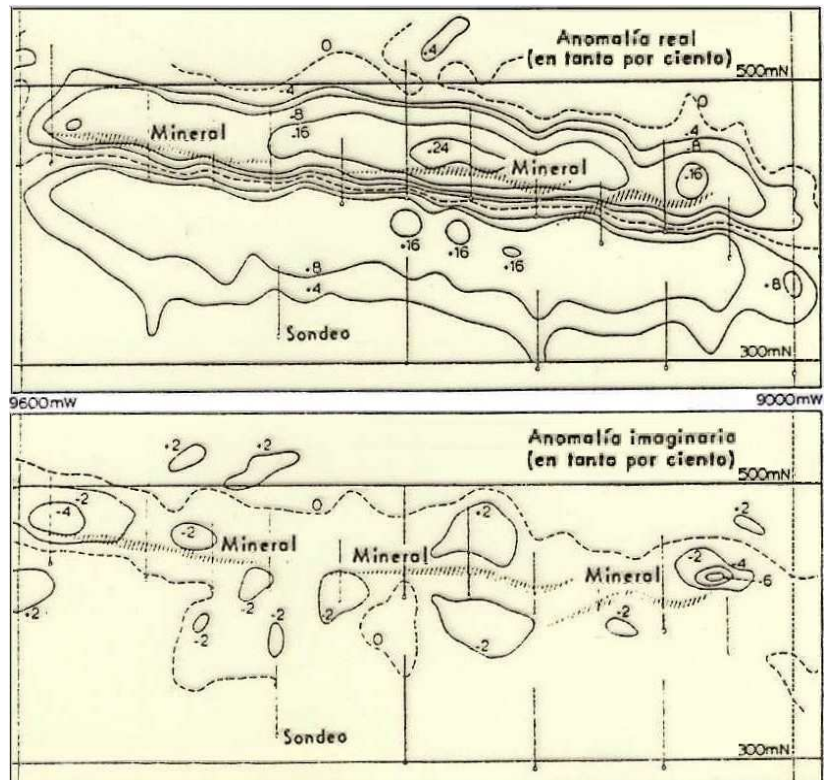 Anomalía real
(en tanto por ciento)
500mN
0
.4
0
4
.8
.16
Mineral
.24
Mineral
.4
.8
.16
+16
+16
+16
+.8
+.4
+.8
Sondeo
300mN
9600mW
9000mW
Anomalía imaginaria
(en tanto por ciento)
500mN
+2
+2
0
-2
-4
-2
+2
+2
Mineral
Mineral
Mineral
-2
-4
-6
+2
-2
-2
-2
-2
0
-2
-2
Sondeo
300mN